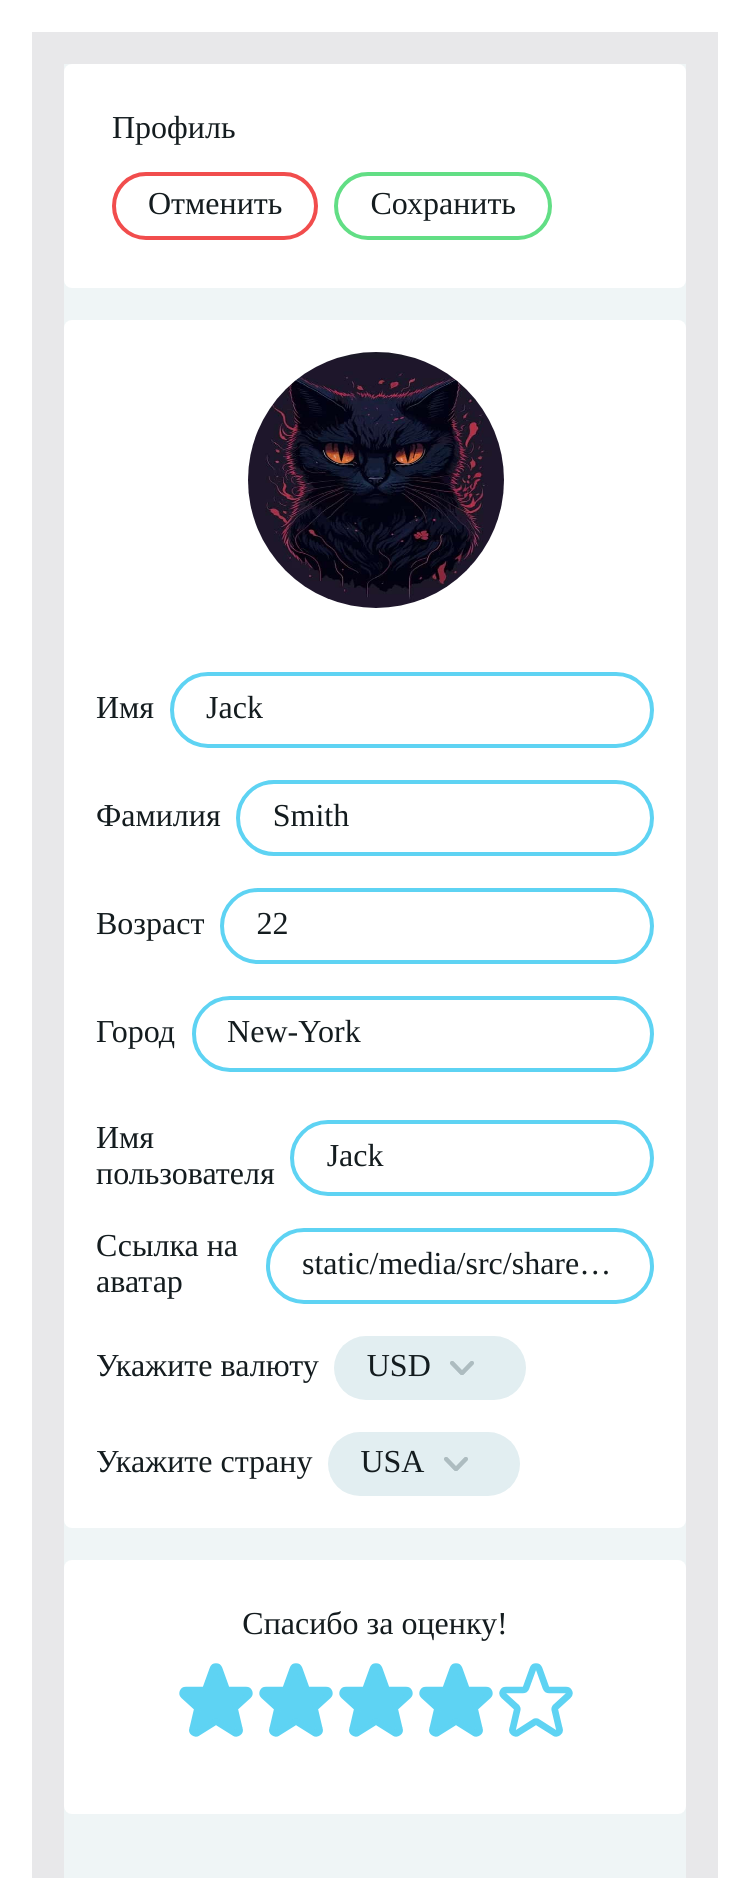 Профиль
Отменить Сохранить
Имя Jack
Фамилия Smith
Возраст 22
Город New-York
Имя
пользователя Jack
Ссылка на
аватар static/media/src/share…
Укажите валюту USD
Укажите страну USA
Спасибо за оценку!